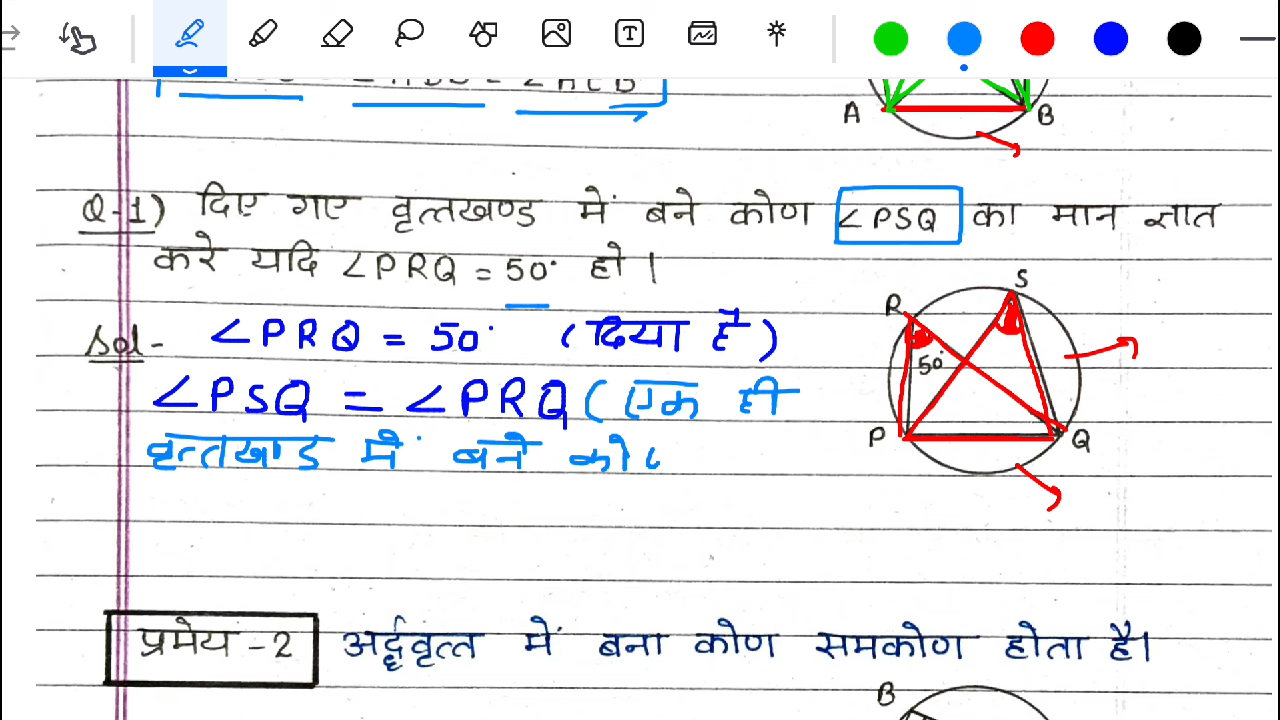 A B
Q-1) दिए गए वृत्तखण्ड में बने कोण ∠PSQ का मान ज्ञात
करे यदि ∠PRQ = 50° हो।
Sol- ∠PRQ = 50° (दिया है)
∠PSQ = ∠PRQ (एक ही
वृत्तखण्ड में बने को
S
R
50°
P Q
प्रमेय -2 अर्द्धवृत्त में बना कोण समकोण होता है।
B